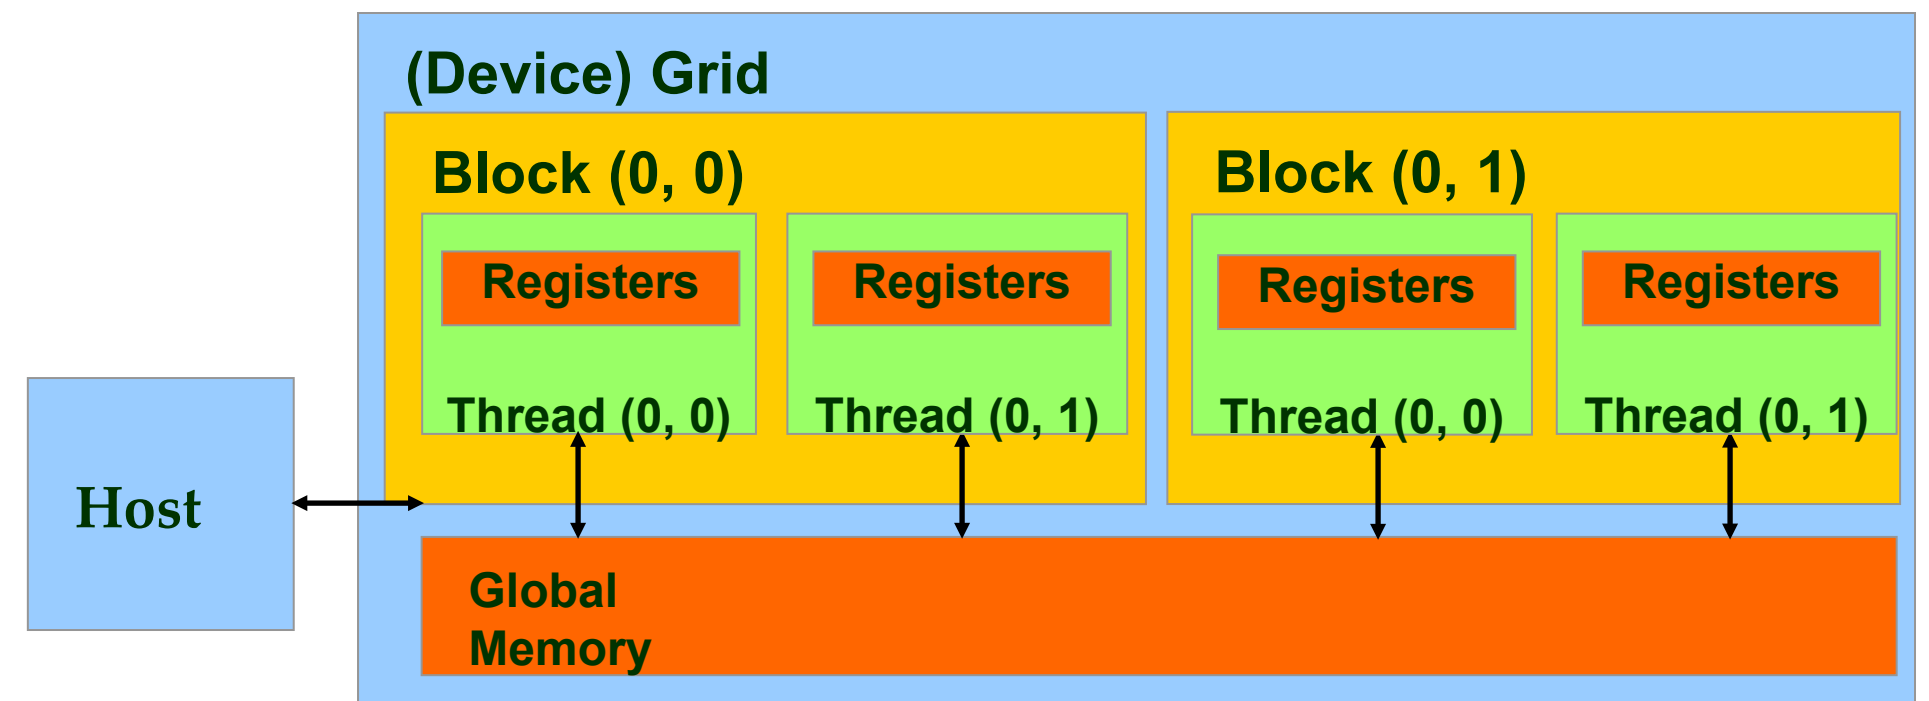 (Device) Grid
Block (0, 0)
Block (0, 1)
Registers
Registers
Registers
Registers
Thread (0, 0)
Thread (0, 1)
Thread (0, 0)
Thread (0, 1)
Host
Global
Memory